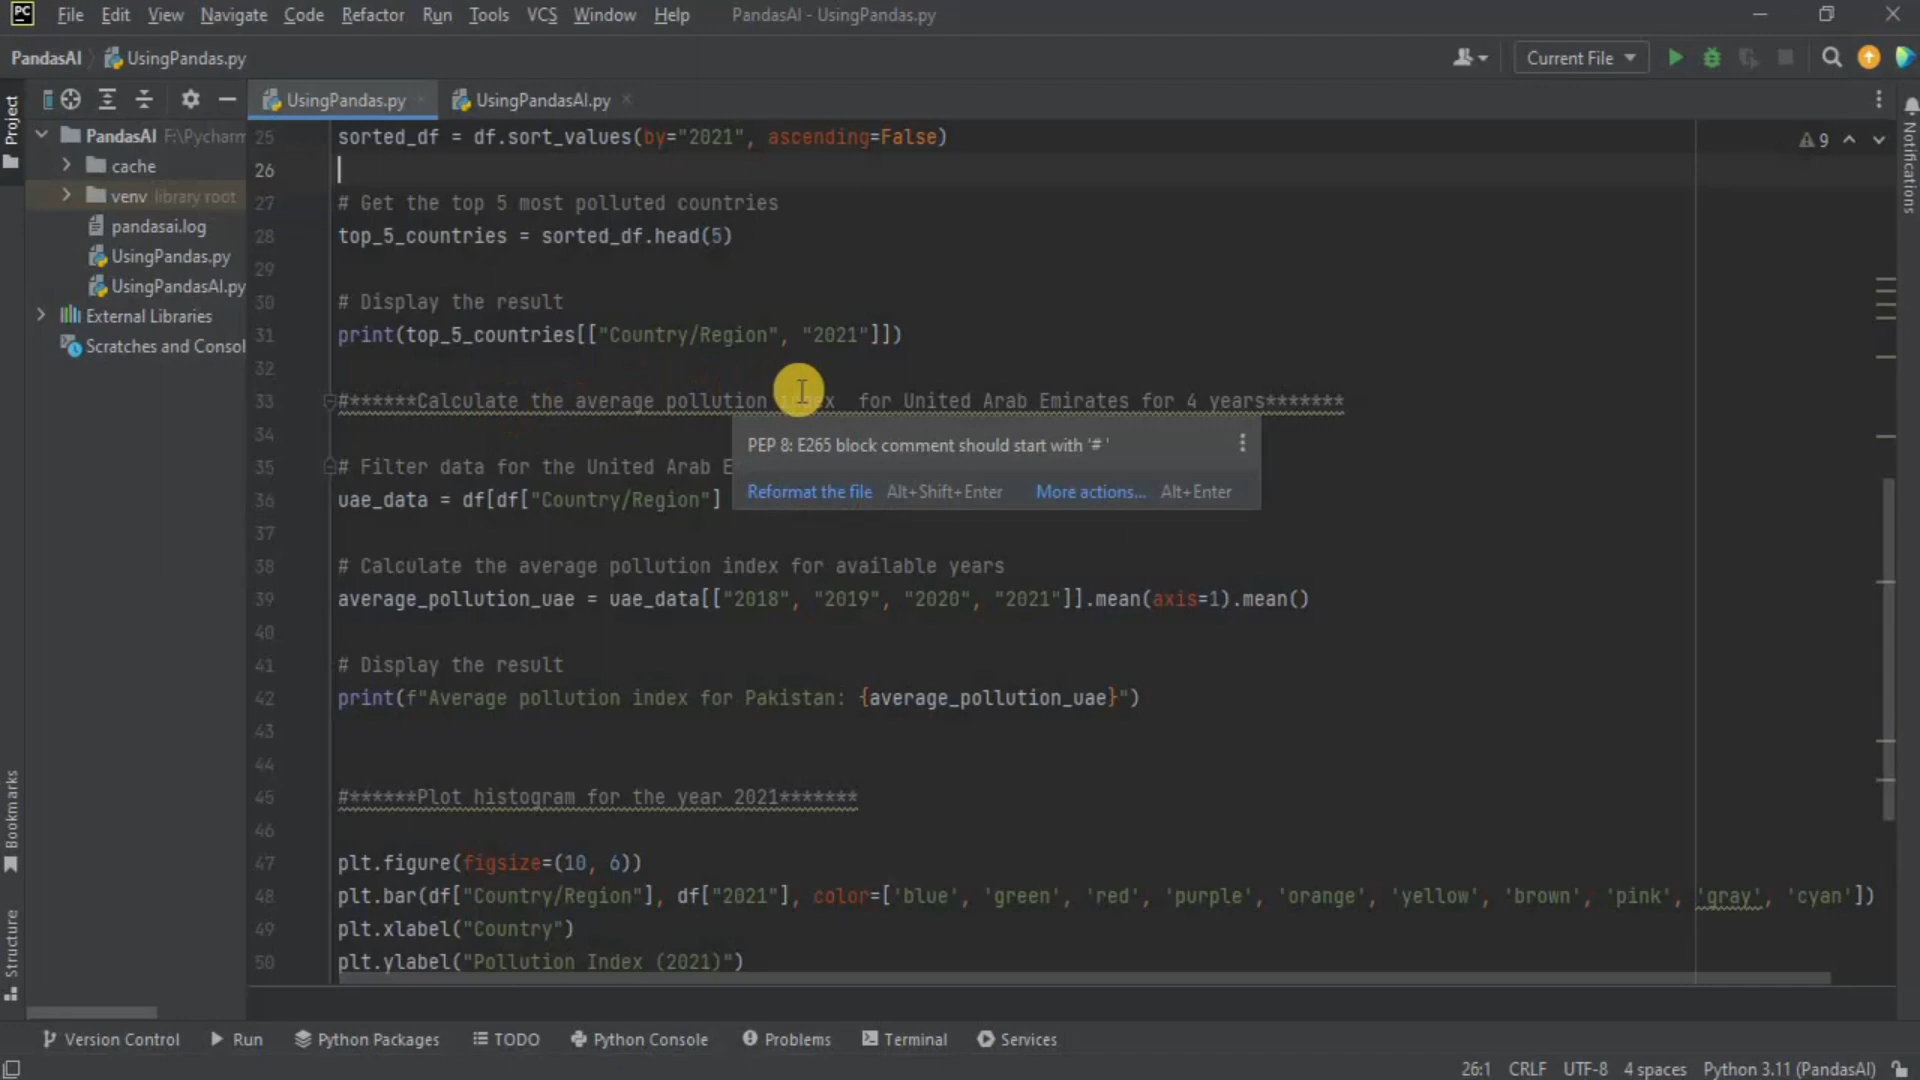 PC File Edit View Navigate Code Refactor Run Tools VCS Window Help PandasAI - UsingPandas.py
PandasAI UsingPandas.py Current File
UsingPandas.py UsingPandasAI.py
Project
PandasAI F:\Pycharm
cache
venv library root
pandasai.log
UsingPandas.py
UsingPandasAI.py
External Libraries
Scratches and Consol
9
Notifications
25 sorted_df = df.sort_values(by="2021", ascending=False)
26
27 # Get the top 5 most polluted countries
28 top_5_countries = sorted_df.head(5)
29
30 # Display the result
31 print(top_5_countries[["Country/Region", "2021"]])
32
33 #******Calculate the average pollution index  for United Arab Emirates for 4 years*******
34
PEP 8: E265 block comment should start with '# '
Reformat the file Alt+Shift+Enter More actions... Alt+Enter
35 # Filter data for the United Arab E
36 uae_data = df[df["Country/Region"]
37
38 # Calculate the average pollution index for available years
39 average_pollution_uae = uae_data[["2018", "2019", "2020", "2021"]].mean(axis=1).mean()
40
41 # Display the result
42 print(f"Average pollution index for Pakistan: {average_pollution_uae}")
43
44
45 #******Plot histogram for the year 2021*******
46
47 plt.figure(figsize=(10, 6))
48 plt.bar(df["Country/Region"], df["2021"], color=['blue', 'green', 'red', 'purple', 'orange', 'yellow', 'brown', 'pink', 'gray', 'cyan'])
49 plt.xlabel("Country")
50 plt.ylabel("Pollution Index (2021)")
Bookmarks
Structure
Version Control Run Python Packages TODO Python Console Problems Terminal Services
26:1 CRLF UTF-8 4 spaces Python 3.11 (PandasAI)